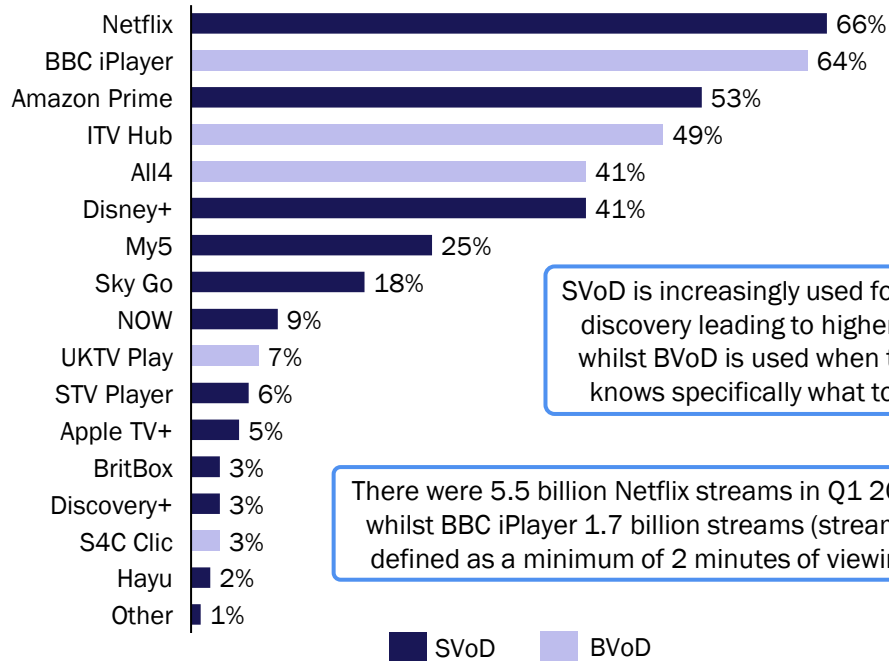 Netflix 66%
BBC iPlayer 64%
Amazon Prime 53%
ITV Hub 49%
All4 41%
Disney+ 41%
My5 25%
Sky Go 18%
NOW 9%
UKTV Play 7%
STV Player 6%
Apple TV+ 5%
BritBox 3%
Discovery+ 3%
S4C Clic 3%
Hayu 2%
Other 1%
SVoD is increasingly used
discovery leading to higher
whilst BVoD is used when
knows specifically what
There were 5.5 billion Netflix streams in Q1
whilst BBC iPlayer 1.7 billion streams
defined as a minimum of 2 minutes of
SVoD BVoD